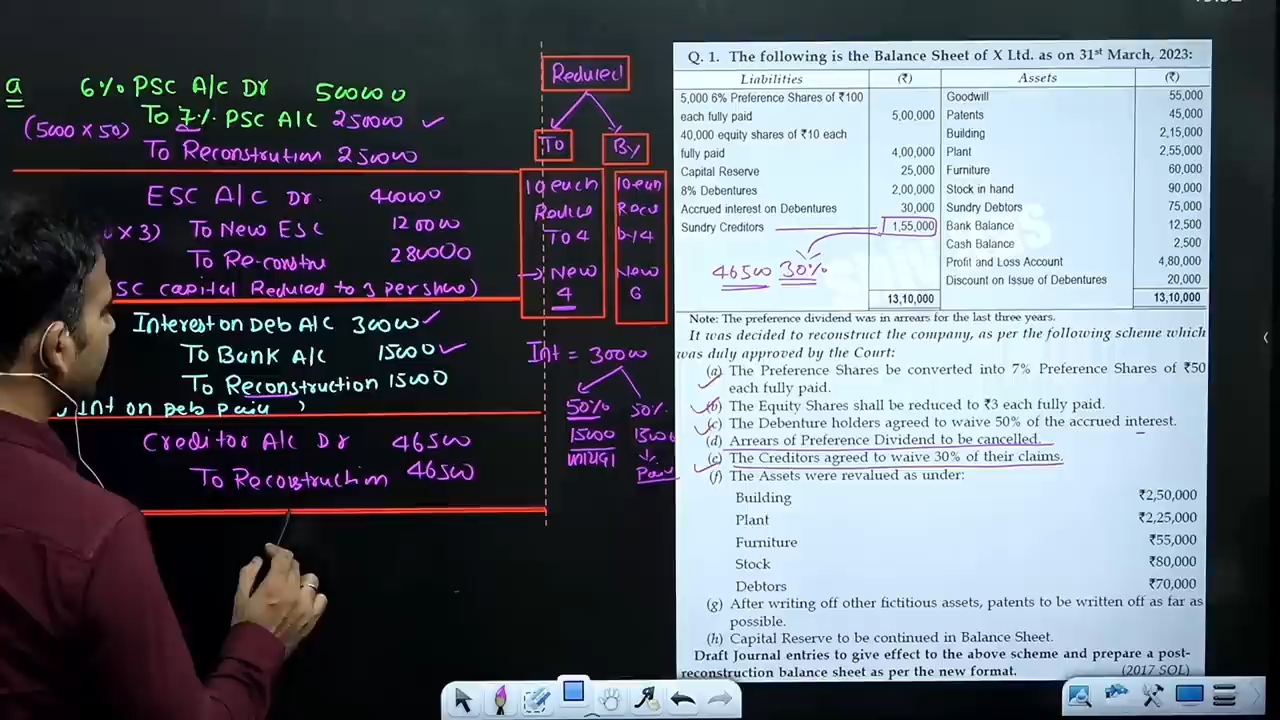 a
6% PSC A/c Dr 500000
To 7% PSC A/C 250000
(5000 x 50)
To Reconstrution 250000
ESC A/C Dr. 400000
To New ESC 120000
x 3)
To Re-constru 280000
SC capital Reduced to 3 per share)
Interest on Deb A/c 30000
To Bank A/c 15000
To Reconstruction 15000
Int on Deb paid )
Creditor A/c Dr 46500
To Reconstruction 46500
Reduced
To By
10 each
Reduce
To 4
New
4
10 each
Redu
by 4
New
6
Int = 30000
50% 50%
15000 15000
माफ
Paid
46500 30%
Q. 1. The following is the Balance Sheet of X Ltd. as on 31st March, 2023:
Liabilities (₹) Assets (₹)
5,000 6% Preference Shares of ₹100 Goodwill 55,000
each fully paid 5,00,000 Patents 45,000
40,000 equity shares of ₹10 each Building 2,15,000
fully paid 4,00,000 Plant 2,55,000
Capital Reserve 25,000 Furniture 60,000
8% Debentures 2,00,000 Stock in hand 90,000
Accrued interest on Debentures 30,000 Sundry Debtors 75,000
Sundry Creditors 1,55,000 Bank Balance 12,500
Cash Balance 2,500
Profit and Loss Account 4,80,000
Discount on Issue of Debentures 20,000
13,10,000 13,10,000
Note: The preference dividend was in arrears for the last three years.
It was decided to reconstruct the company, as per the following scheme which
was duly approved by the Court:
(a) The Preference Shares be converted into 7% Preference Shares of ₹50
each fully paid.
(b) The Equity Shares shall be reduced to ₹3 each fully paid.
(c) The Debenture holders agreed to waive 50% of the accrued interest.
(d) Arrears of Preference Dividend to be cancelled.
(e) The Creditors agreed to waive 30% of their claims.
(f) The Assets were revalued as under:
Building ₹2,50,000
Plant ₹2,25,000
Furniture ₹55,000
Stock ₹80,000
Debtors ₹70,000
(g) After writing off other fictitious assets, patents to be written off as far as
possible.
(h) Capital Reserve to be continued in Balance Sheet.
Draft Journal entries to give effect to the above scheme and prepare a post-
reconstruction balance sheet as per the new format. (2017 SOL)